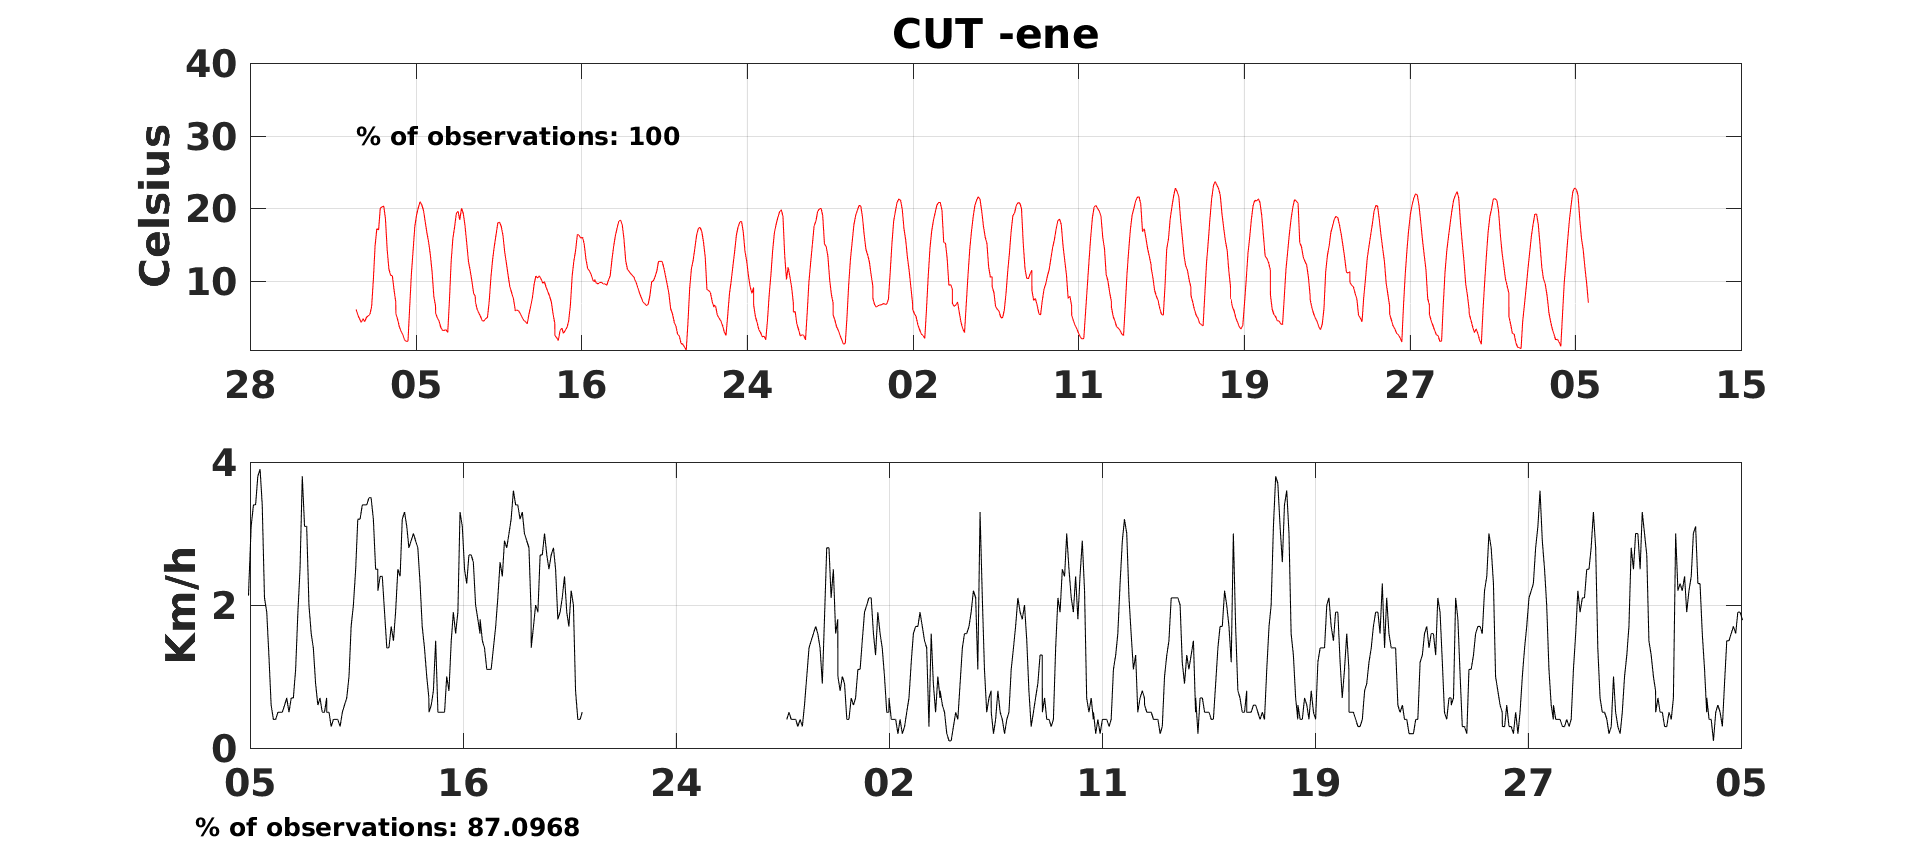 CUT -ene
40
30
20
10
Celsius
% of observations: 100
28 05 16 24 02 11 19 27 05 15
4
2
0
Km/h
05 16 24 02 11 19 27 05
% of observations: 87.0968